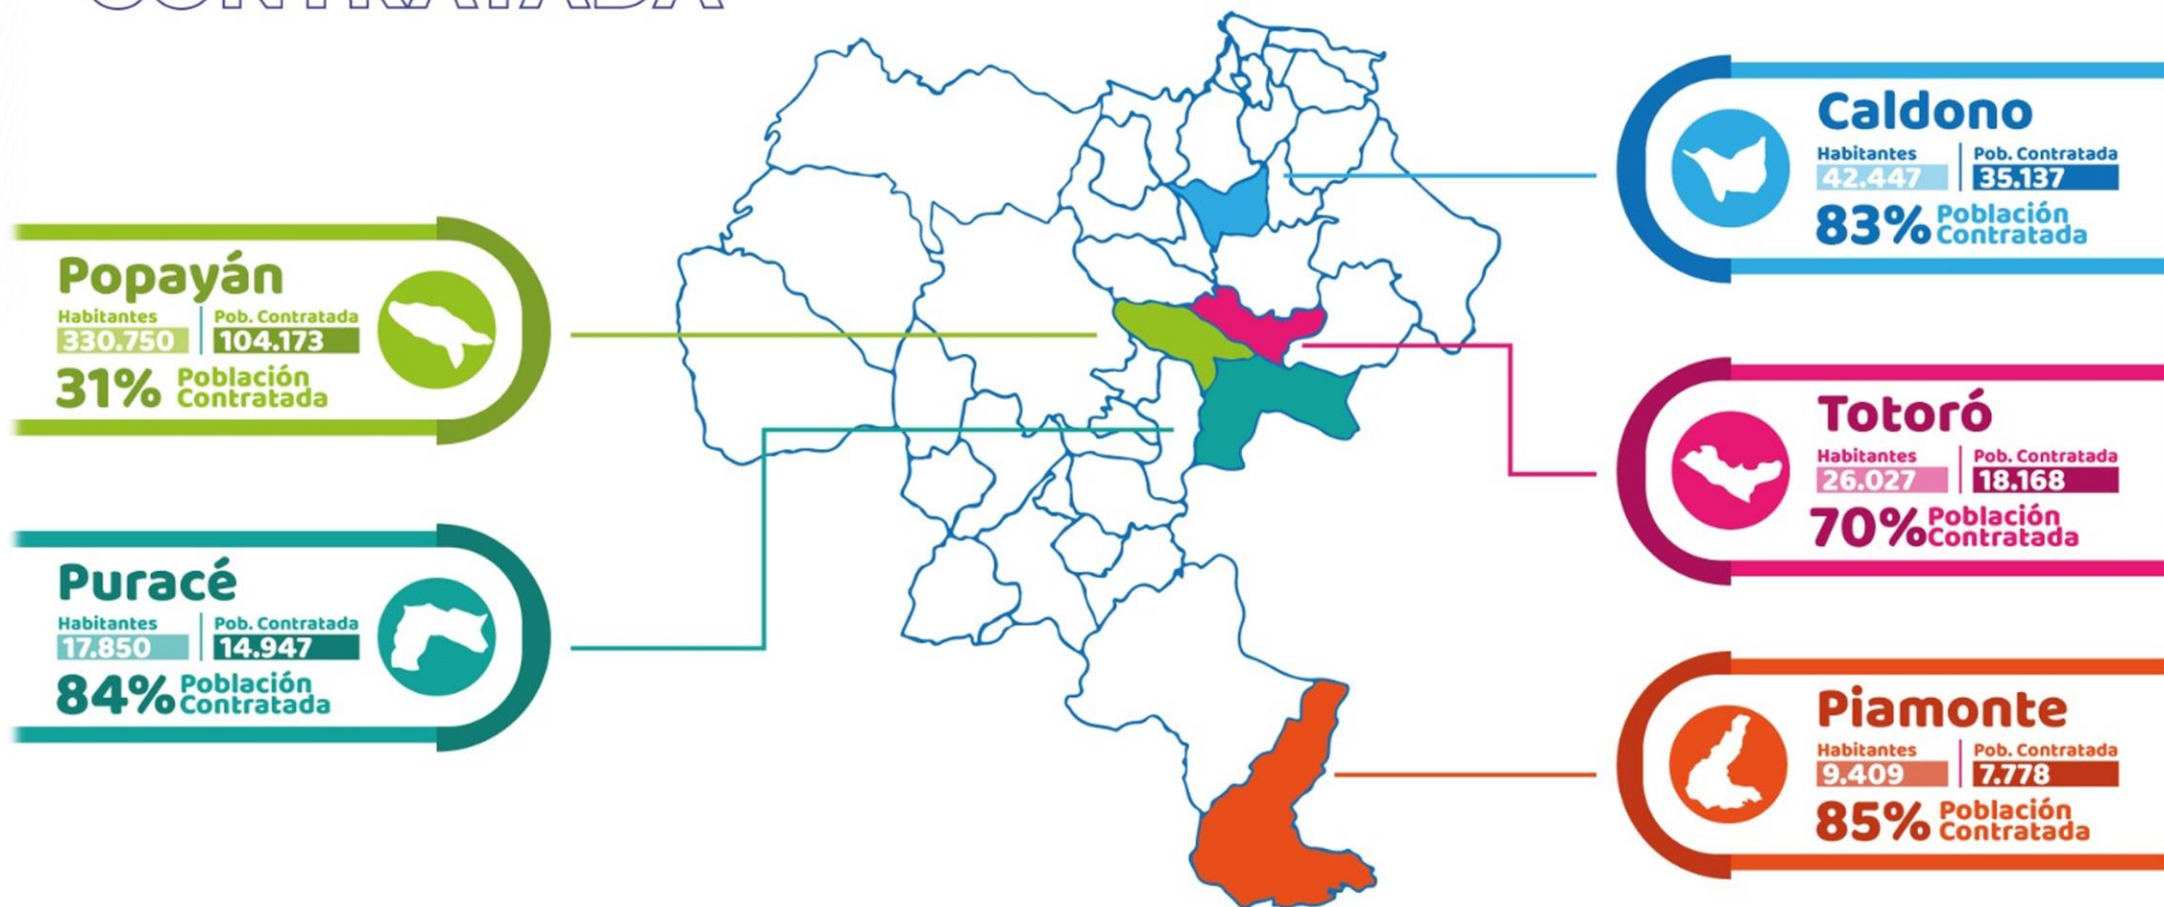 CONTRATADA
Popayán
Habitantes
Pob. Contratada
330.750
104.173
31% Población
Contratada
Puracé
Habitantes
Pob. Contratada
17.850
14.947
84% Población
Contratada
Caldono
Habitantes
Pob. Contratada
42.447
35.137
83% Población
Contratada
Totoró
Habitantes
Pob. Contratada
26.027
18.168
70% Población
Contratada
Piamonte
Habitantes
Pob. Contratada
9.409
7.778
85% Población
Contratada